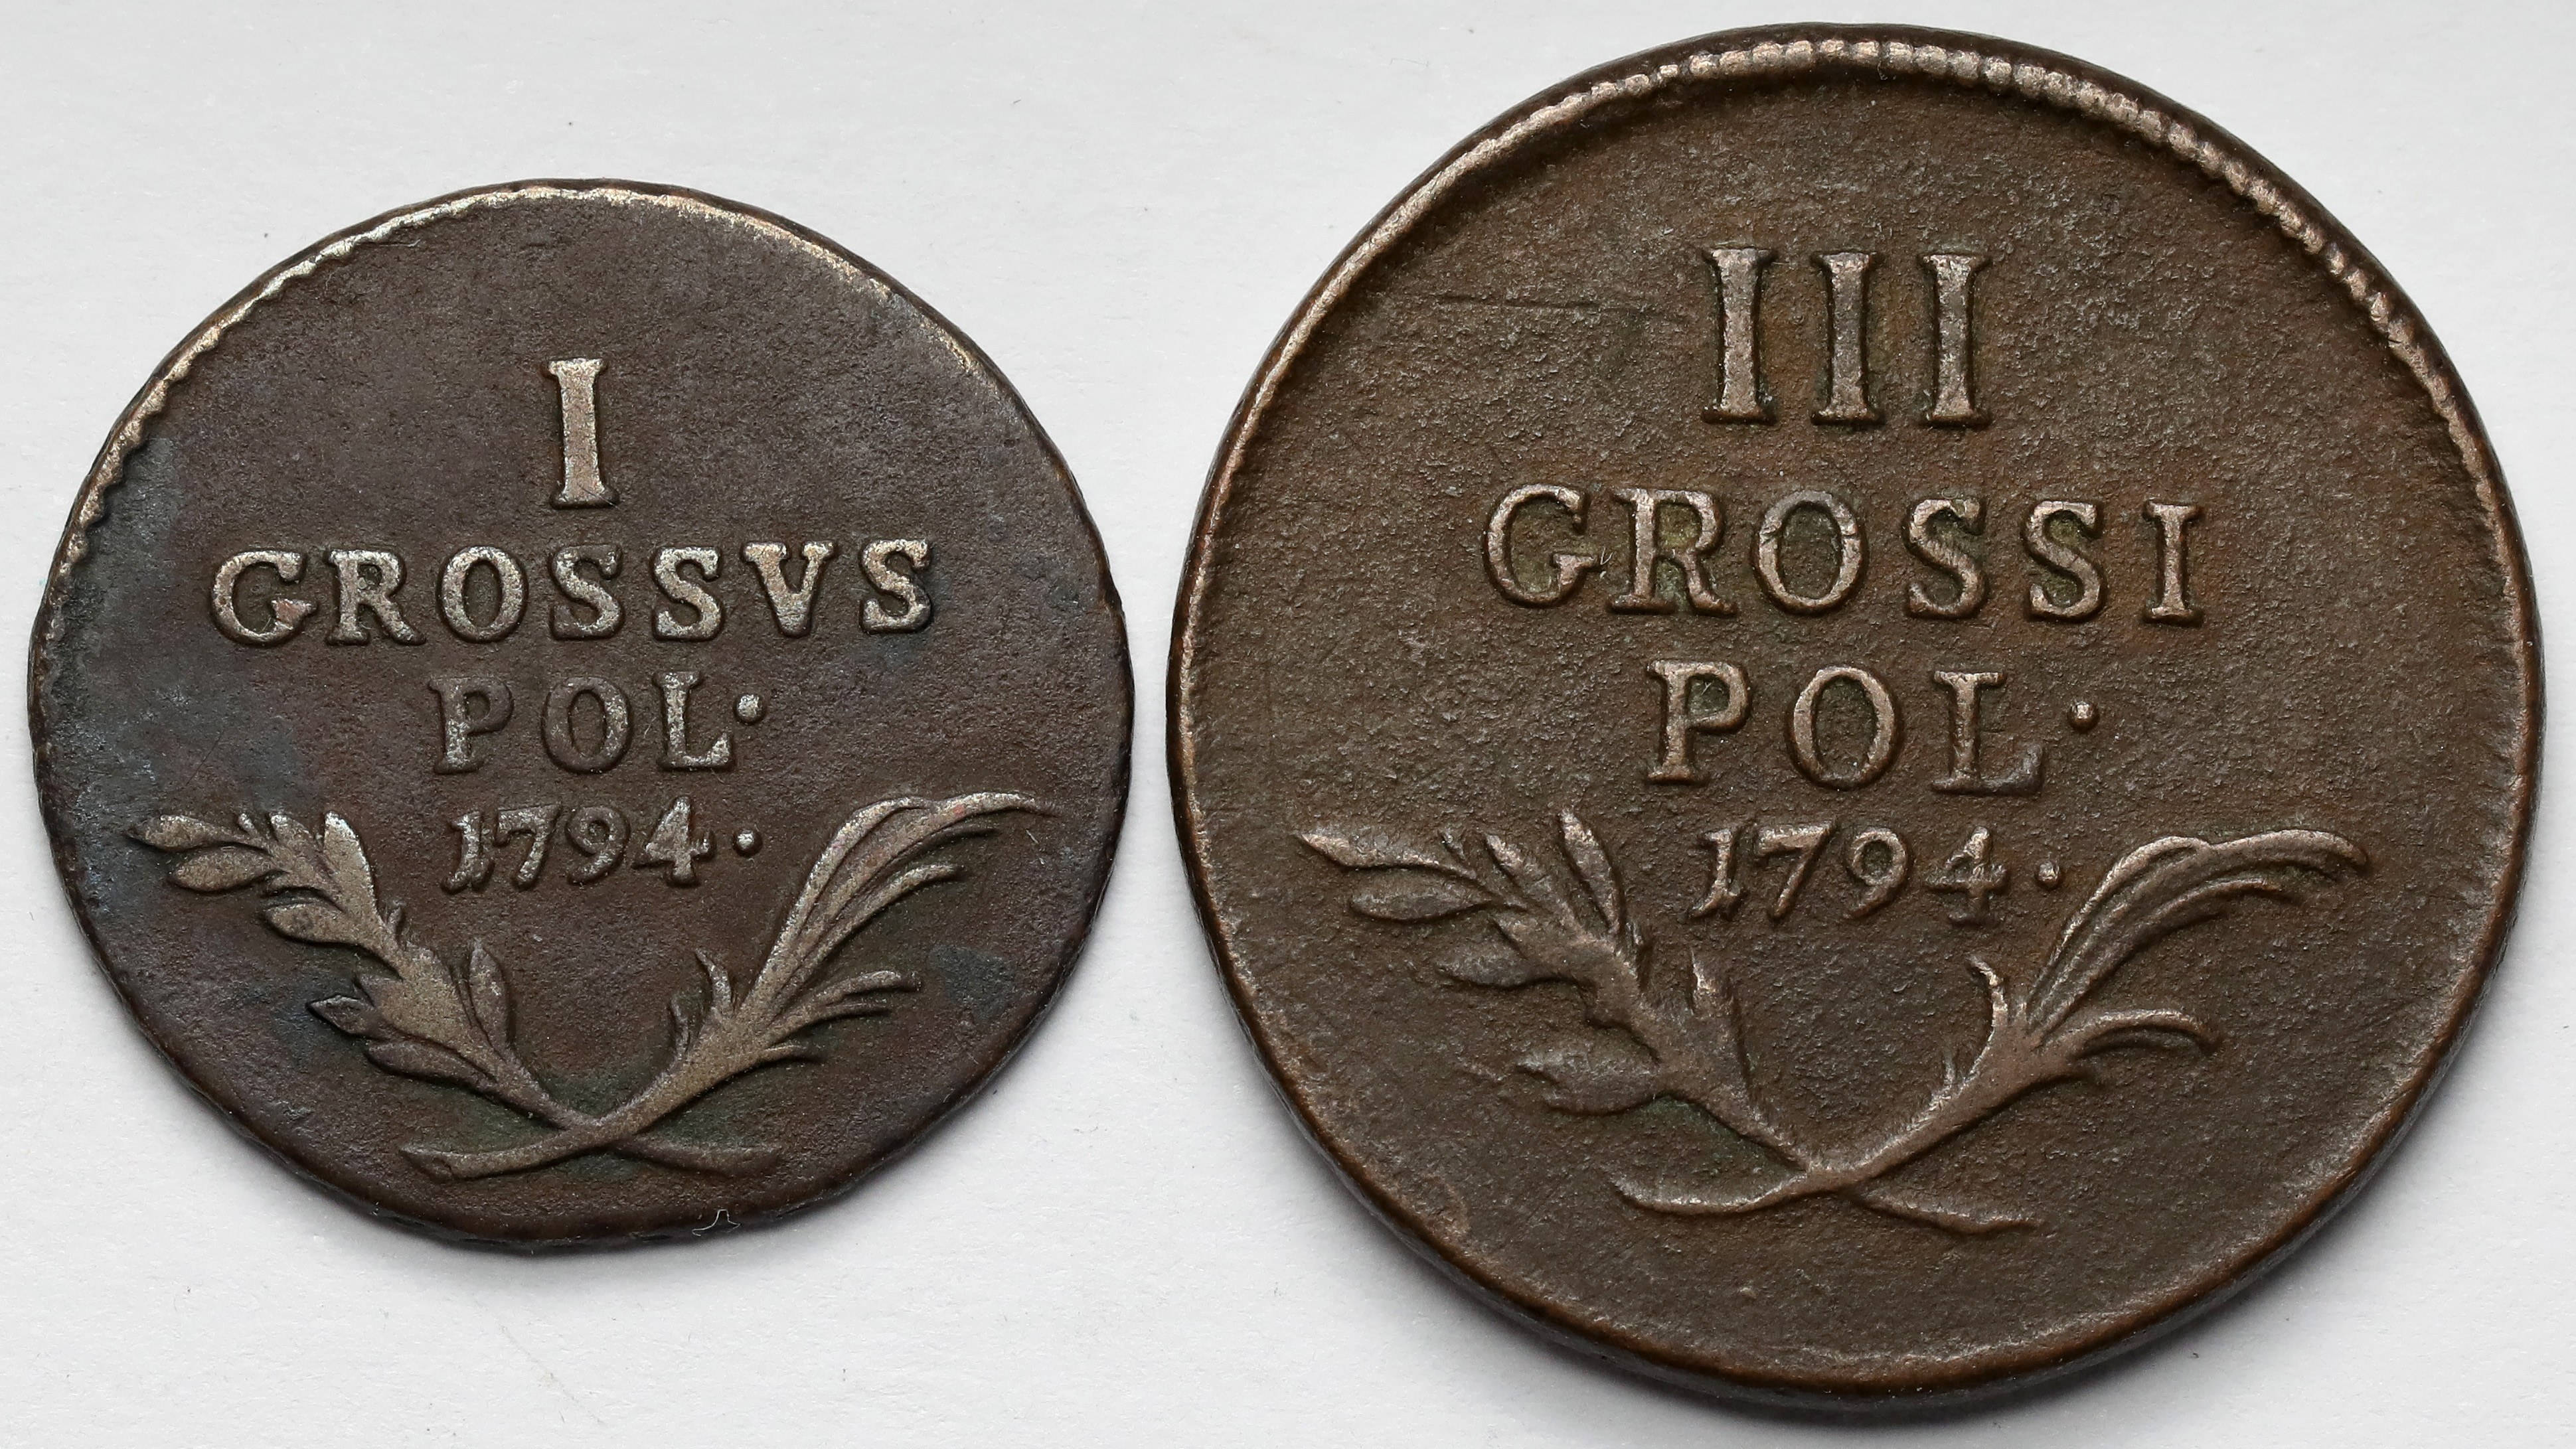 I
GROSSVS
POL·
1794·
III
GROSSI
POL·
1794·